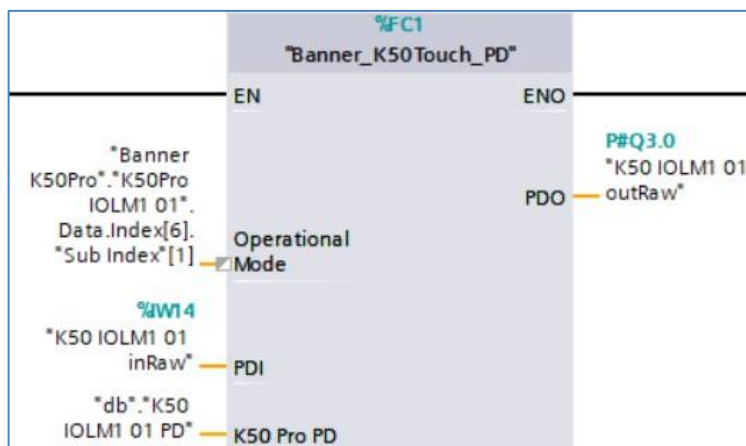 %FC1
"Banner_K50Touch_PD"
EN
ENO
"Banner
K50Pro"."K50Pro
IOLM1 01".
Data.Index[6].
"Sub Index"[1]
Operational
Mode
P#Q3.0
"K50 IOLM1 01
outRaw"
PDO
%IW14
"K50 IOLM1 01
inRaw"
PDI
"db"."K50
IOLM1 01 PD"
K50 Pro PD